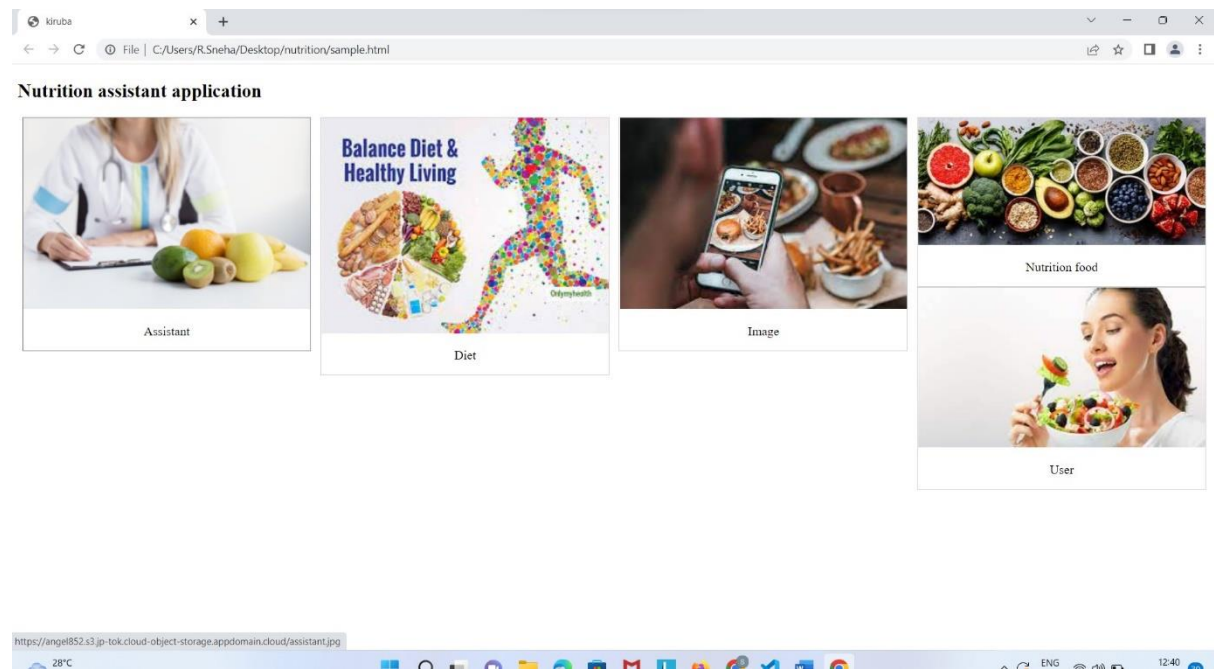 kiruba
File | C:/Users/R.Sneha/Desktop/nutrition/sample.html
Nutrition assistant application
Balance Diet &
Healthy Living
Onlymyhealth
Assistant
Diet
Image
Nutrition food
User
https://angel852.s3.jp-tok.cloud-object-storage.appdomain.cloud/assistant.jpg
28°C
ENG
12:40